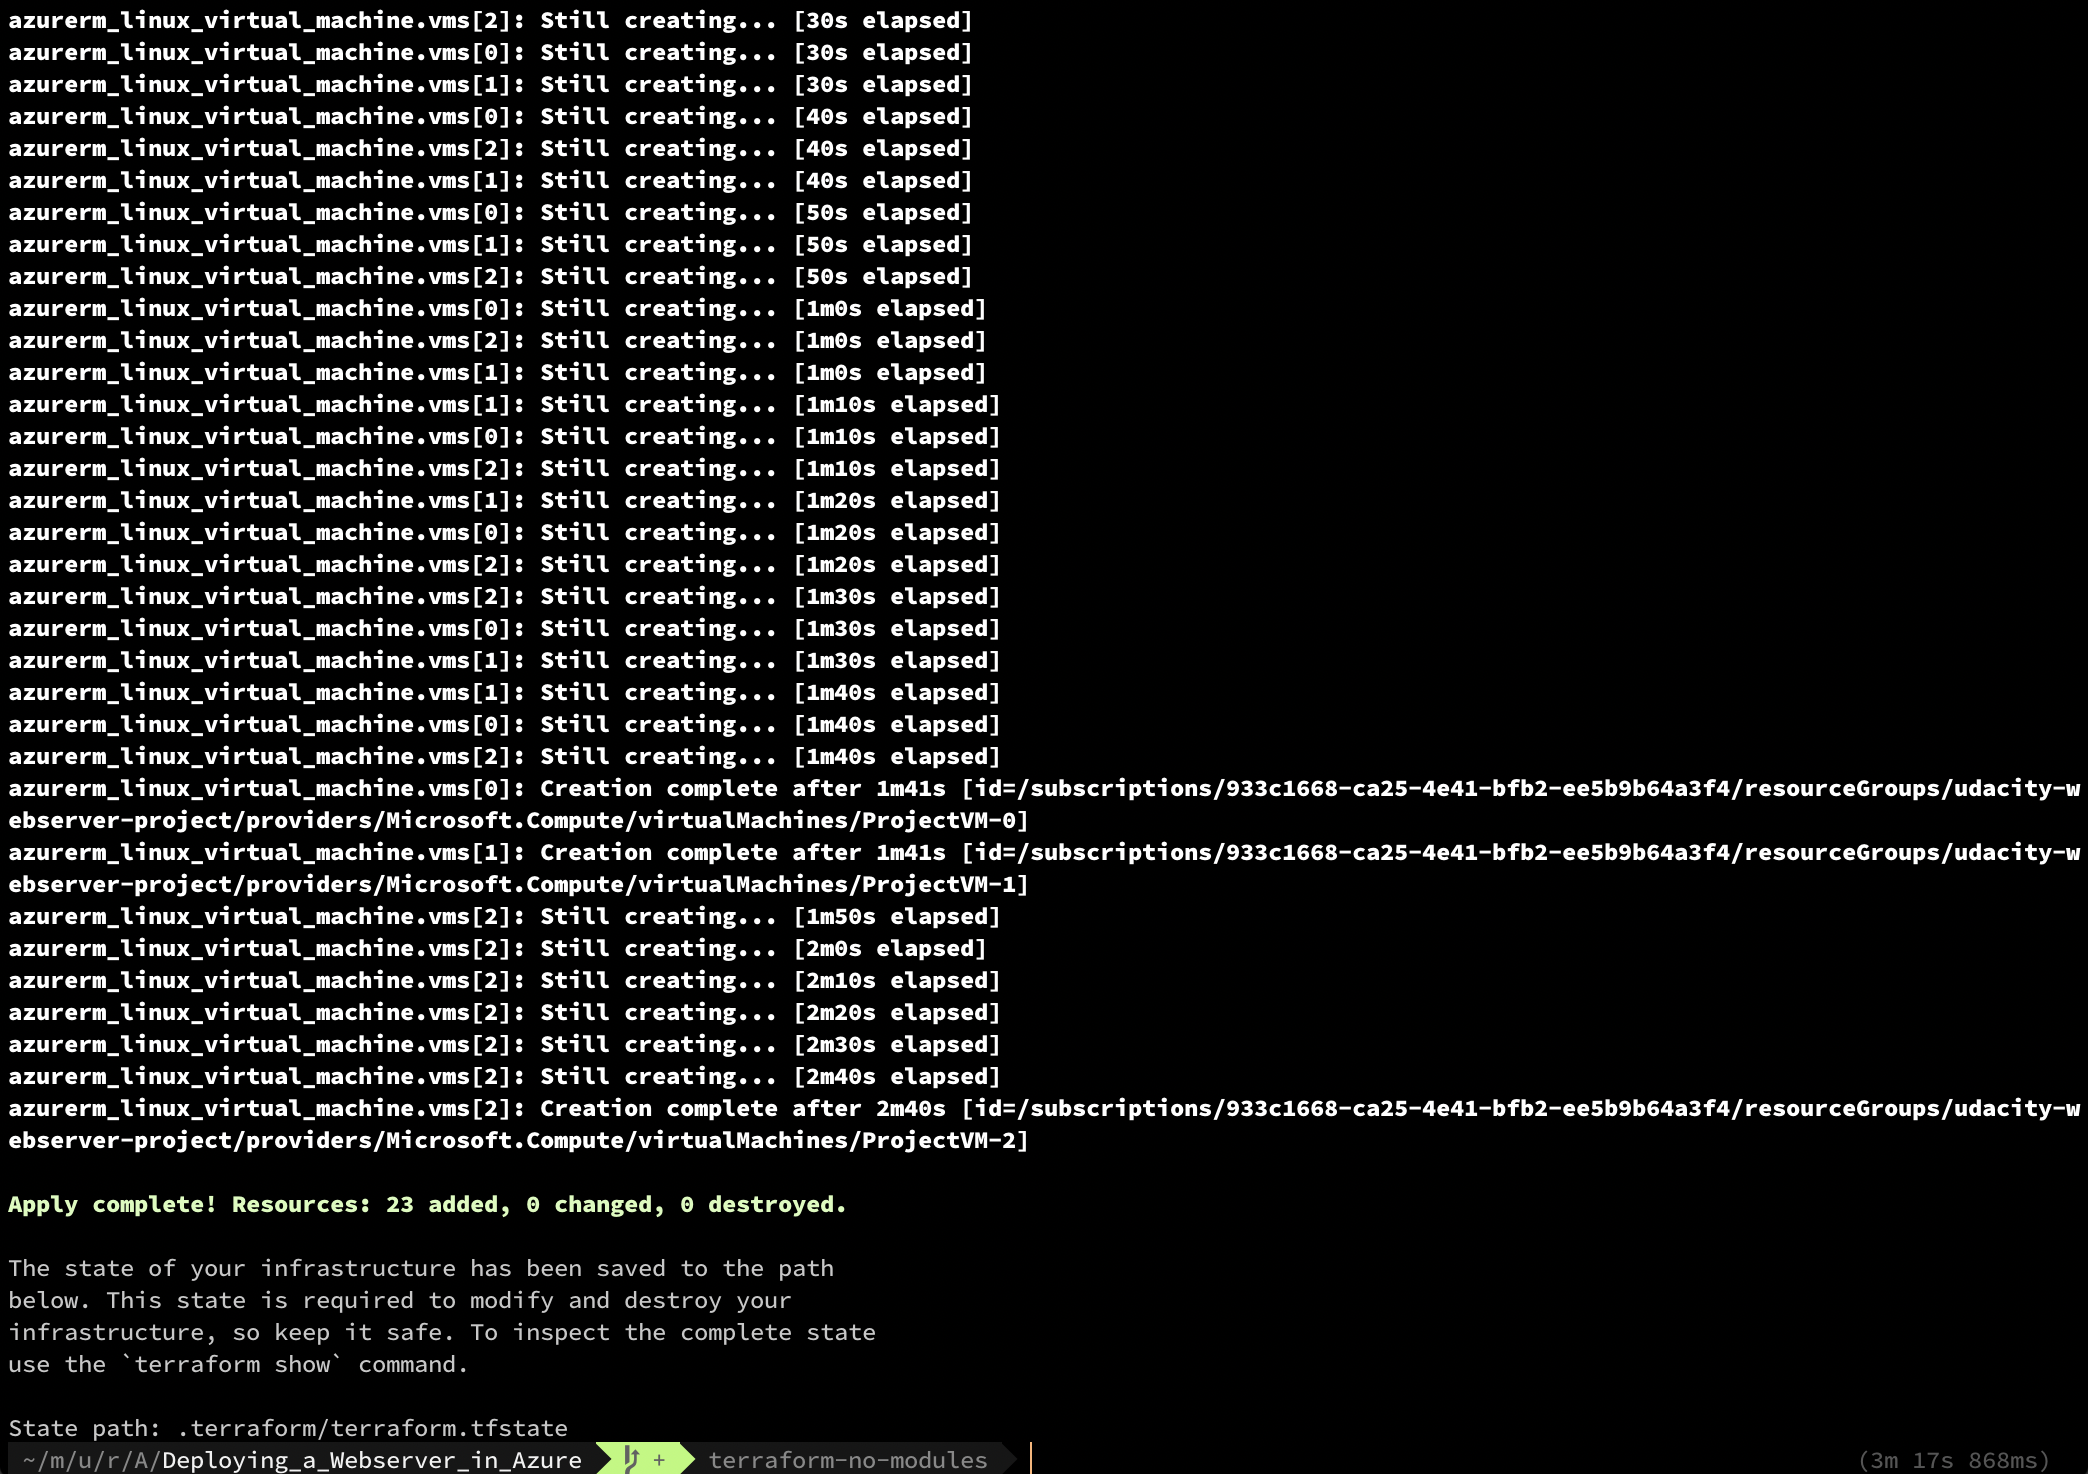 azurerm_linux_virtual_machine.vms[2]: Still creating... [30s elapsed]
azurerm_linux_virtual_machine.vms[0]: Still creating... [30s elapsed]
azurerm_linux_virtual_machine.vms[1]: Still creating... [30s elapsed]
azurerm_linux_virtual_machine.vms[0]: Still creating... [40s elapsed]
azurerm_linux_virtual_machine.vms[2]: Still creating... [40s elapsed]
azurerm_linux_virtual_machine.vms[1]: Still creating... [40s elapsed]
azurerm_linux_virtual_machine.vms[0]: Still creating... [50s elapsed]
azurerm_linux_virtual_machine.vms[1]: Still creating... [50s elapsed]
azurerm_linux_virtual_machine.vms[2]: Still creating... [50s elapsed]
azurerm_linux_virtual_machine.vms[0]: Still creating... [1m0s elapsed]
azurerm_linux_virtual_machine.vms[2]: Still creating... [1m0s elapsed]
azurerm_linux_virtual_machine.vms[1]: Still creating... [1m0s elapsed]
azurerm_linux_virtual_machine.vms[1]: Still creating... [1m10s elapsed]
azurerm_linux_virtual_machine.vms[0]: Still creating... [1m10s elapsed]
azurerm_linux_virtual_machine.vms[2]: Still creating... [1m10s elapsed]
azurerm_linux_virtual_machine.vms[1]: Still creating... [1m20s elapsed]
azurerm_linux_virtual_machine.vms[0]: Still creating... [1m20s elapsed]
azurerm_linux_virtual_machine.vms[2]: Still creating... [1m20s elapsed]
azurerm_linux_virtual_machine.vms[2]: Still creating... [1m30s elapsed]
azurerm_linux_virtual_machine.vms[0]: Still creating... [1m30s elapsed]
azurerm_linux_virtual_machine.vms[1]: Still creating... [1m30s elapsed]
azurerm_linux_virtual_machine.vms[1]: Still creating... [1m40s elapsed]
azurerm_linux_virtual_machine.vms[0]: Still creating... [1m40s elapsed]
azurerm_linux_virtual_machine.vms[2]: Still creating... [1m40s elapsed]
azurerm_linux_virtual_machine.vms[0]: Creation complete after 1m41s [id=/subscriptions/933c1668-ca25-4e41-bfb2-ee5b9b64a3f4/resourceGroups/udacity-w
ebserver-project/providers/Microsoft.Compute/virtualMachines/ProjectVM-0]
azurerm_linux_virtual_machine.vms[1]: Creation complete after 1m41s [id=/subscriptions/933c1668-ca25-4e41-bfb2-ee5b9b64a3f4/resourceGroups/udacity-w
ebserver-project/providers/Microsoft.Compute/virtualMachines/ProjectVM-1]
azurerm_linux_virtual_machine.vms[2]: Still creating... [1m50s elapsed]
azurerm_linux_virtual_machine.vms[2]: Still creating... [2m0s elapsed]
azurerm_linux_virtual_machine.vms[2]: Still creating... [2m10s elapsed]
azurerm_linux_virtual_machine.vms[2]: Still creating... [2m20s elapsed]
azurerm_linux_virtual_machine.vms[2]: Still creating... [2m30s elapsed]
azurerm_linux_virtual_machine.vms[2]: Still creating... [2m40s elapsed]
azurerm_linux_virtual_machine.vms[2]: Creation complete after 2m40s [id=/subscriptions/933c1668-ca25-4e41-bfb2-ee5b9b64a3f4/resourceGroups/udacity-w
ebserver-project/providers/Microsoft.Compute/virtualMachines/ProjectVM-2]
Apply complete! Resources: 23 added, 0 changed, 0 destroyed.
The state of your infrastructure has been saved to the path
below. This state is required to modify and destroy your
infrastructure, so keep it safe. To inspect the complete state
use the `terraform show` command.
State path: .terraform/terraform.tfstate
~/m/u/r/A/Deploying_a_Webserver_in_Azure + terraform-no-modules (3m 17s 868ms)